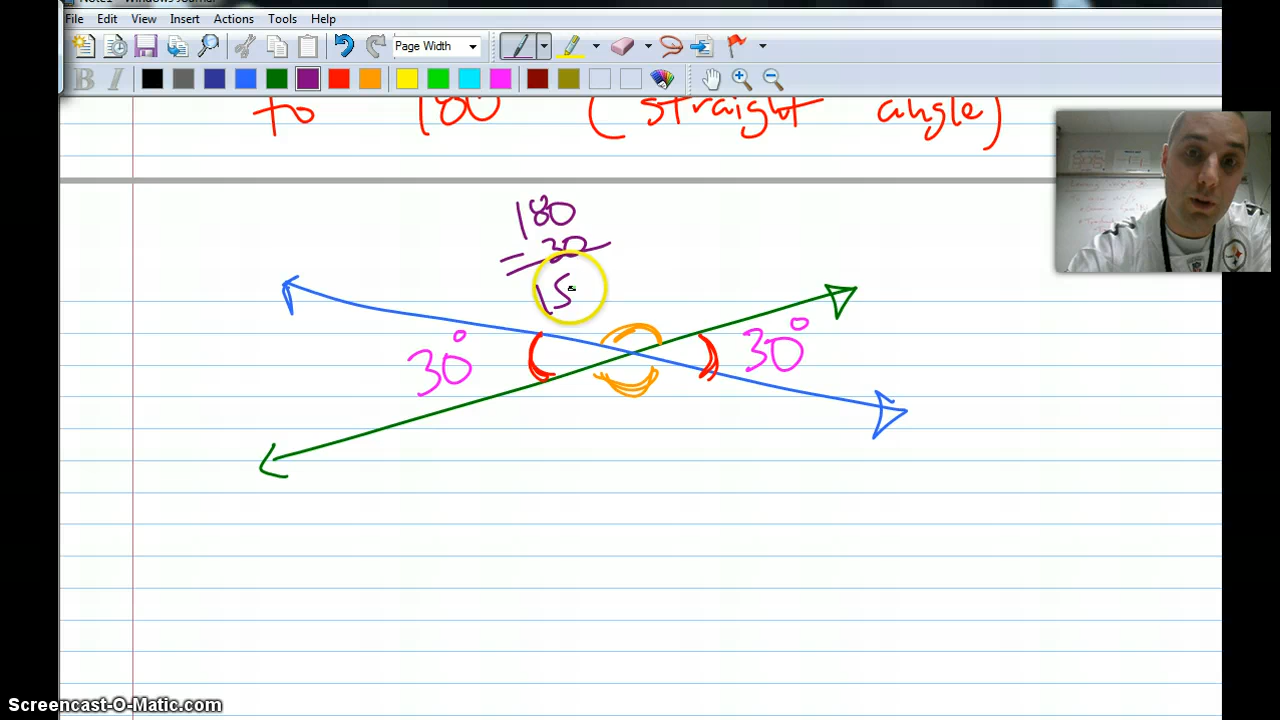 File Edit View Insert Actions Tools Help
Page Width
B I
to 180 (straight angle)
180
- 30
15
30° 30°
Screencast-O-Matic.com